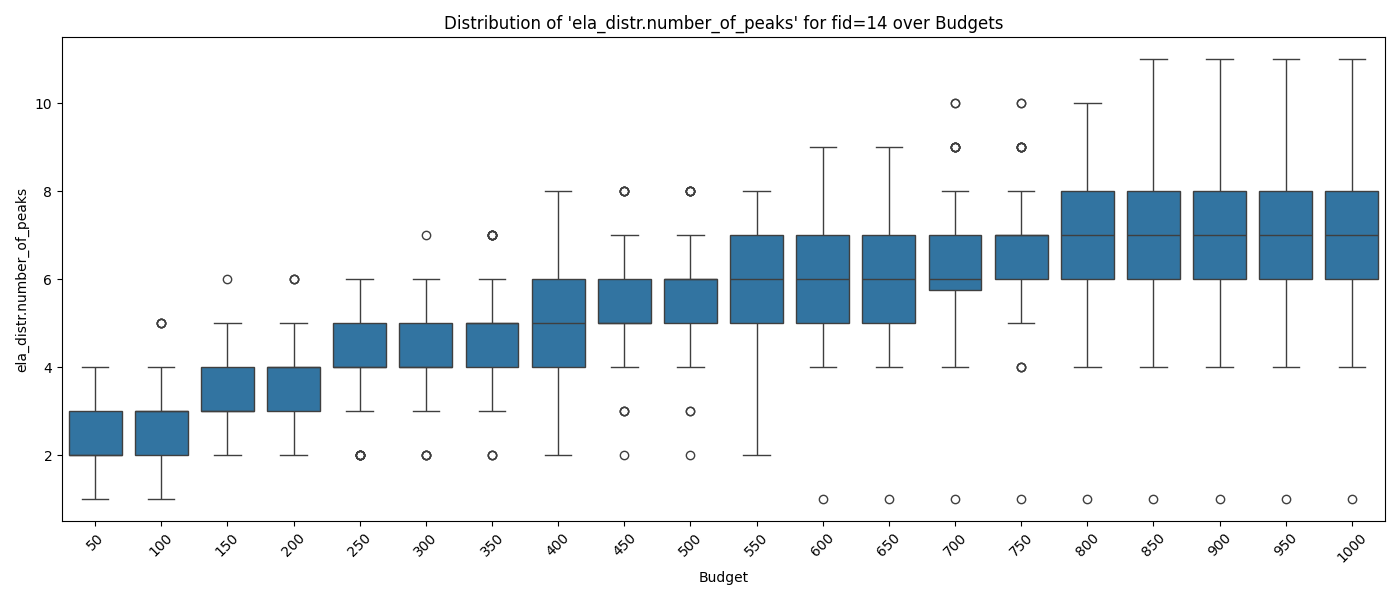 Distribution of 'ela_distr.number_of_peaks' for fid=14 over Budgets
ela_distr.number_of_peaks
10
8
6
4
2
50 100 150 200 250 300 350 400 450 500 550 600 650 700 750 800 850 900 950 1000
Budget